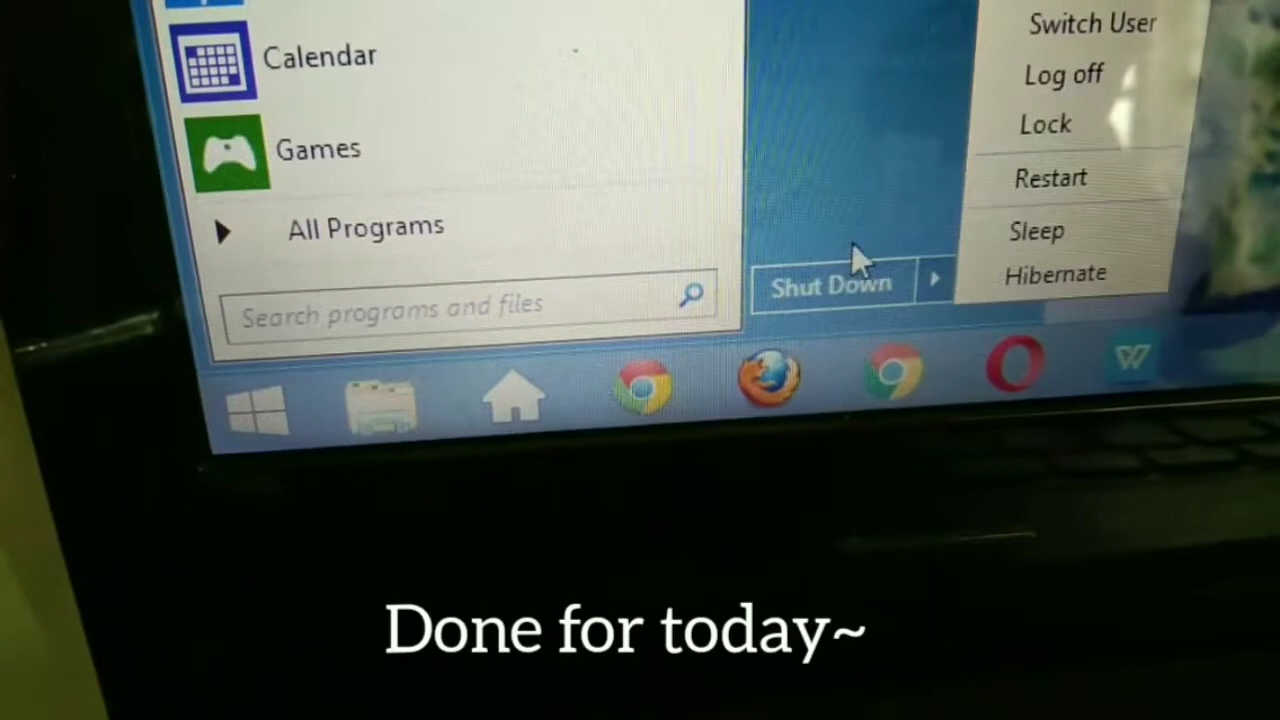 Calendar
Games
All Programs
Search programs and files
Switch User
Log off
Lock
Restart
Sleep
Hibernate
Shut Down
W
Done for today~